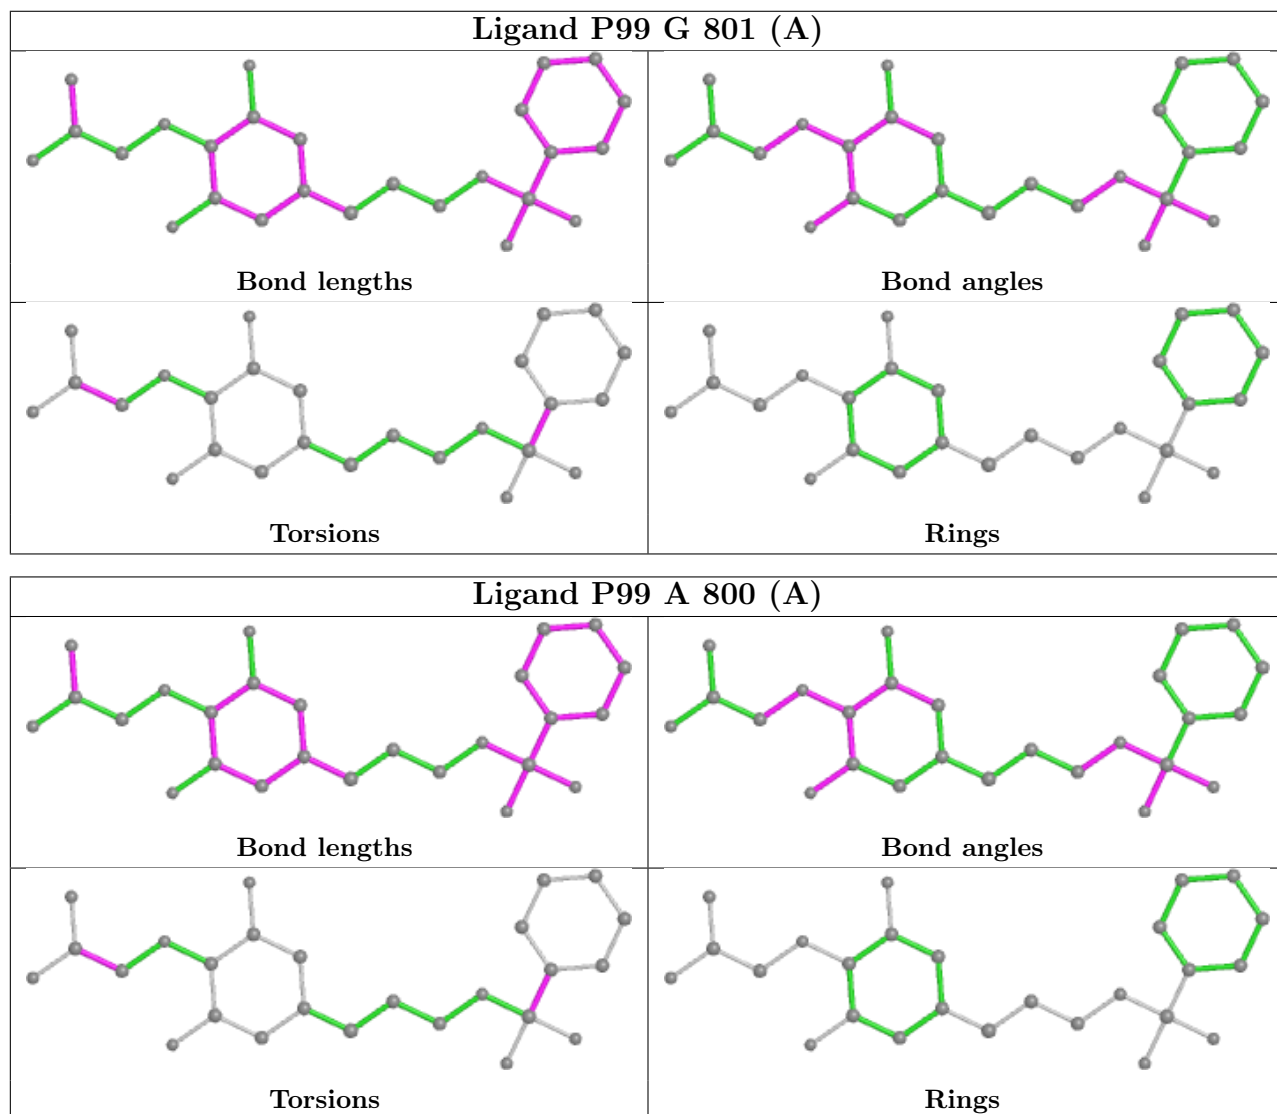 Ligand P99 G 801 (A)
Bond lengths
Bond angles
Torsions
Rings
Ligand P99 A 800 (A)
Bond lengths
Bond angles
Torsions
Rings